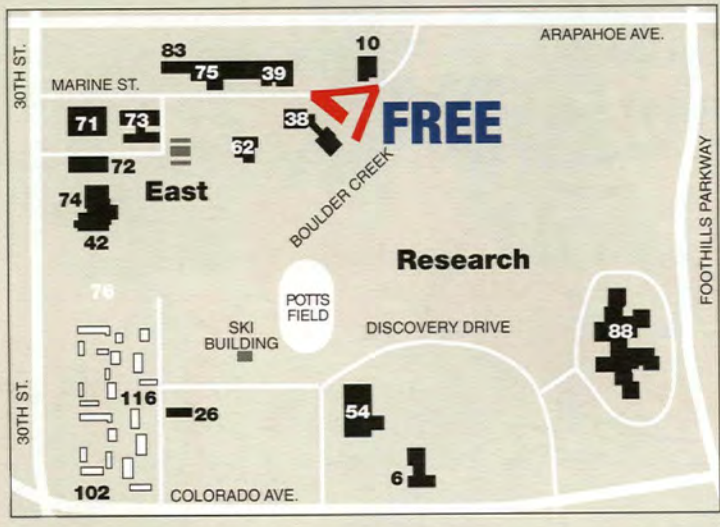 ARAPAHOE AVE.
30TH ST.
83
75
39
10
MARINE ST.
71
73
38
FREE
62
72
East
74
42
BOULDER CREEK
FOOTHILLS PARKWAY
Research
76
POTTS
FIELD
SKI
BUILDING
DISCOVERY DRIVE
88
30TH ST.
116
26
54
6
102
COLORADO AVE.